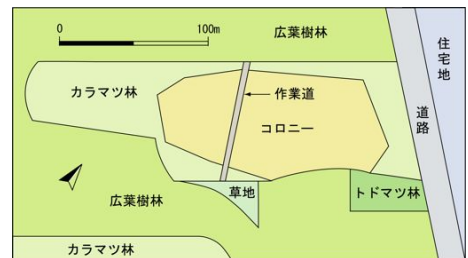 0 100m
広葉樹林
住宅地
カラマツ林
作業道
道路
コロニー
草地
トドマツ林
広葉樹林
カラマツ林